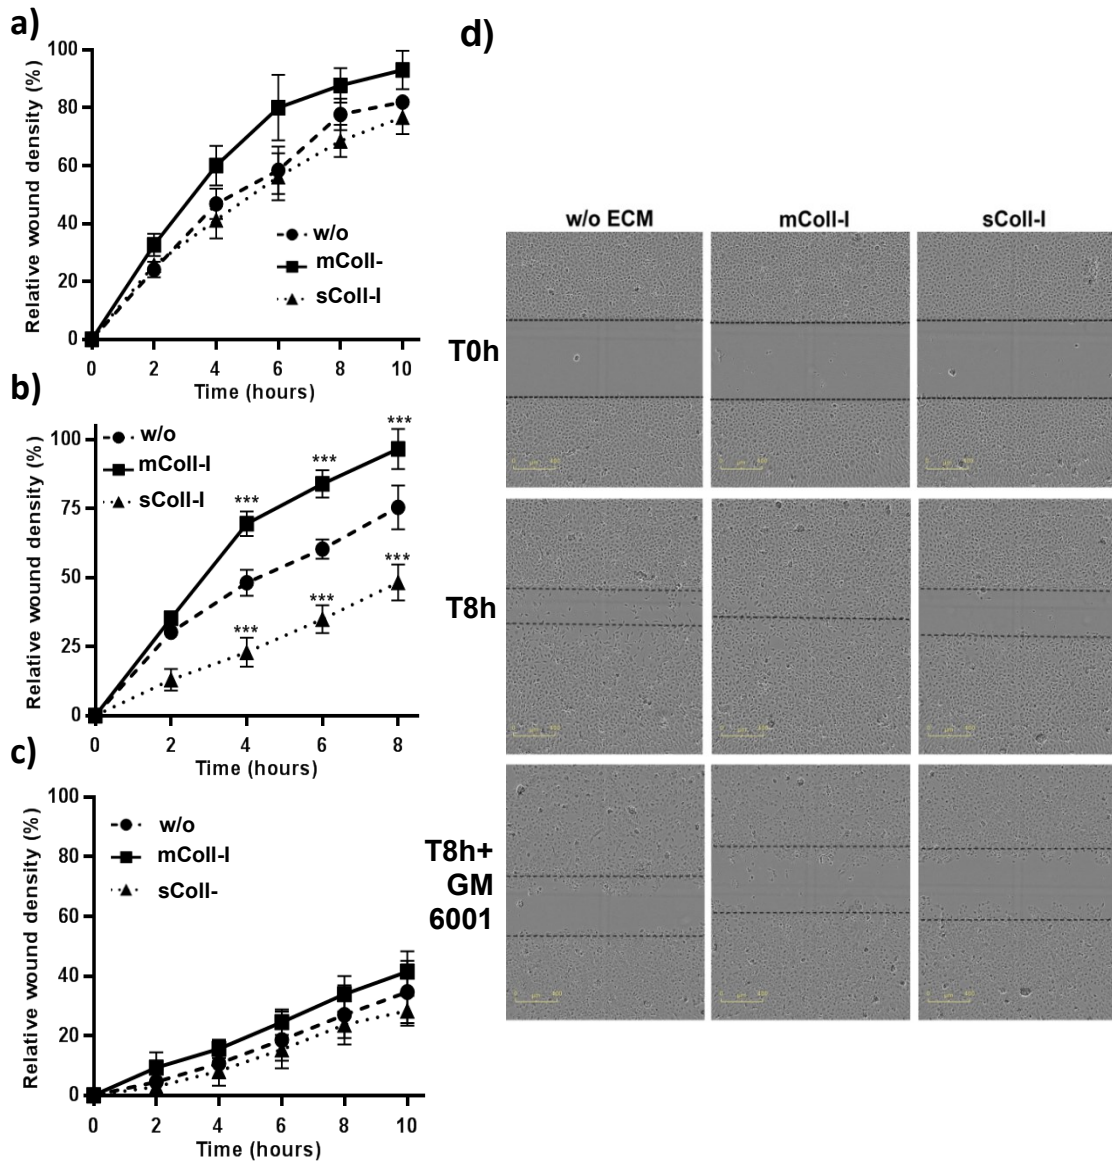 a)
Relative wound density (%)
100
80
60
40
20
0
w/o
mColl-
sColl-I
0 2 4 6 8 10
Time (hours)
b)
Relative wound density (%)
100
75
50
25
0
w/o
mColl-I
sColl-I
*** *** ***
*** *** ***
0 2 4 6 8
Time (hours)
c)
Relative wound density (%)
100
80
60
40
20
0
w/o
mColl-I
sColl-
0 2 4 6 8 10
Time (hours)
d)
w/o ECM mColl-I sColl-I
T0h
T8h
T8h+
GM
6001